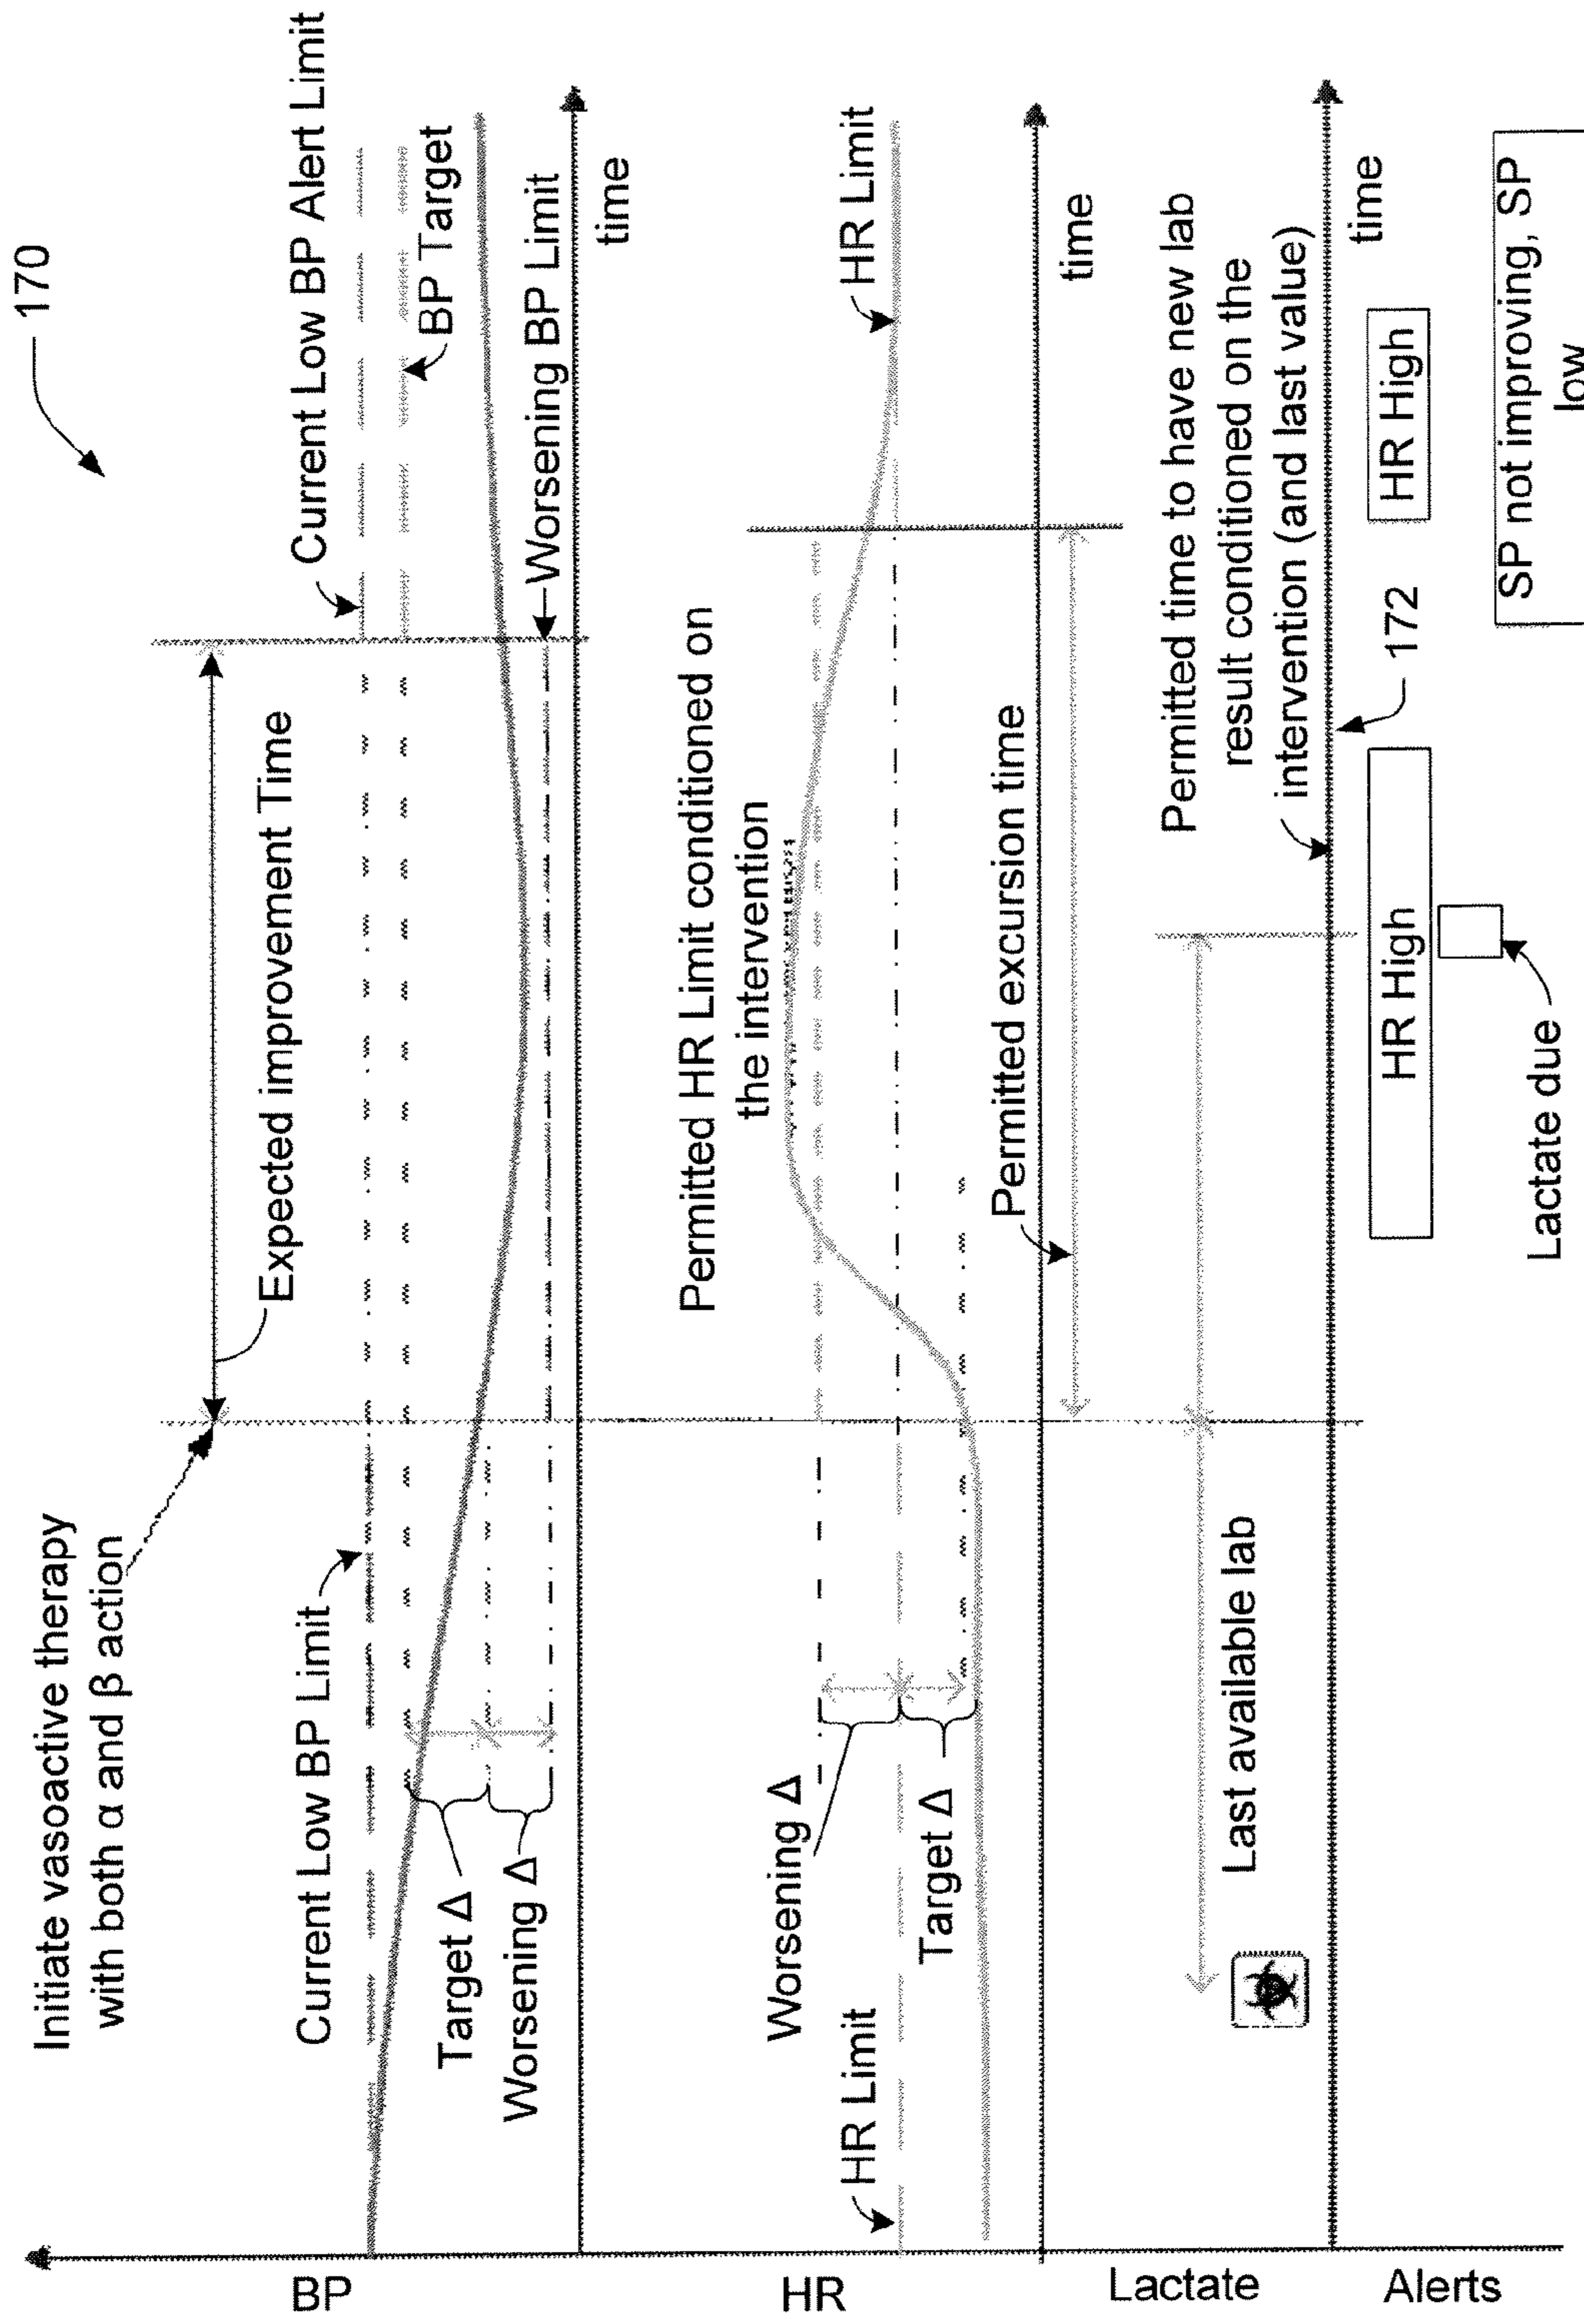 170
Initiate vasoactive therapy
with both α and β action
Expected improvement Time
Current Low BP Alert Limit
BP Target
Current Low BP Limit
Target Δ
Worsening Δ
Worsening BP Limit
time
BP
Permitted HR Limit conditioned on
the intervention
Worsening Δ
HR Limit
HR Limit
Target Δ
Permitted excursion time
time
HR
Permitted time to have new lab
result conditioned on the
intervention (and last value)
Last available lab
time
Lactate
172
HR High
HR High
Lactate due
SP not improving, SP
low
Alerts